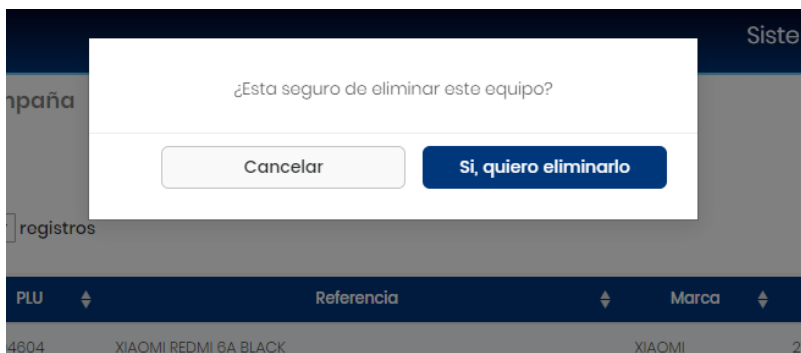 Siste
¿Esta seguro de eliminar este equipo?
mpaña
Cancelar
Si, quiero eliminarlo
registros
PLU
Referencia
Marca
4604
XIAOMI REDMI 6A BLACK
XIAOMI
2